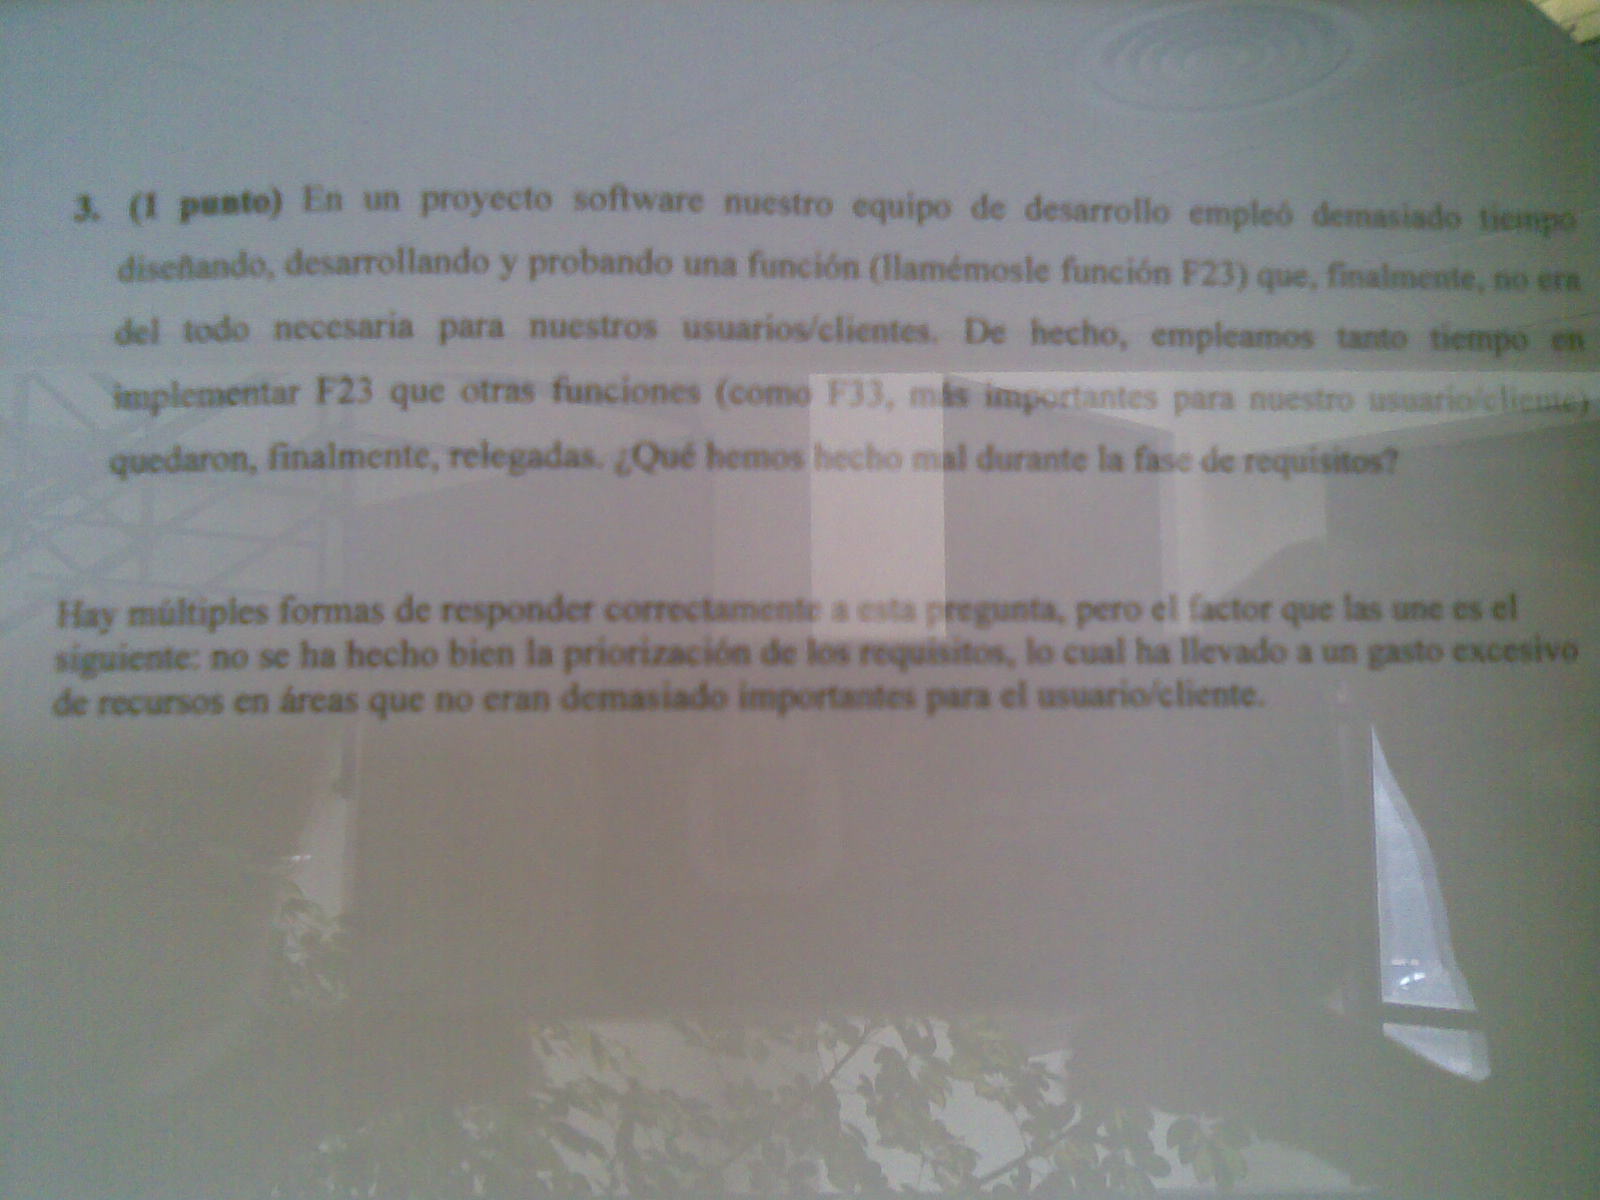 3. (1 punto) En un proyecto software nuestro equipo de desarrollo empleó demasiado tiempo
diseñando, desarrollando y probando una función (llamémosle función F23) que, finalmente, no era
del todo necesaria para nuestros usuarios/clientes. De hecho, empleamos tanto tiempo en
implementar F23 que otras funciones (como F33, más importantes para nuestro usuario/cliente)
quedaron, finalmente, relegadas. ¿Qué hemos hecho mal durante la fase de requisitos?
Hay múltiples formas de responder correctamente a esta pregunta, pero el factor que las une es el
siguiente: no se ha hecho bien la priorización de los requisitos, lo cual ha llevado a un gasto excesivo
de recursos en áreas que no eran demasiado importantes para el usuario/cliente.